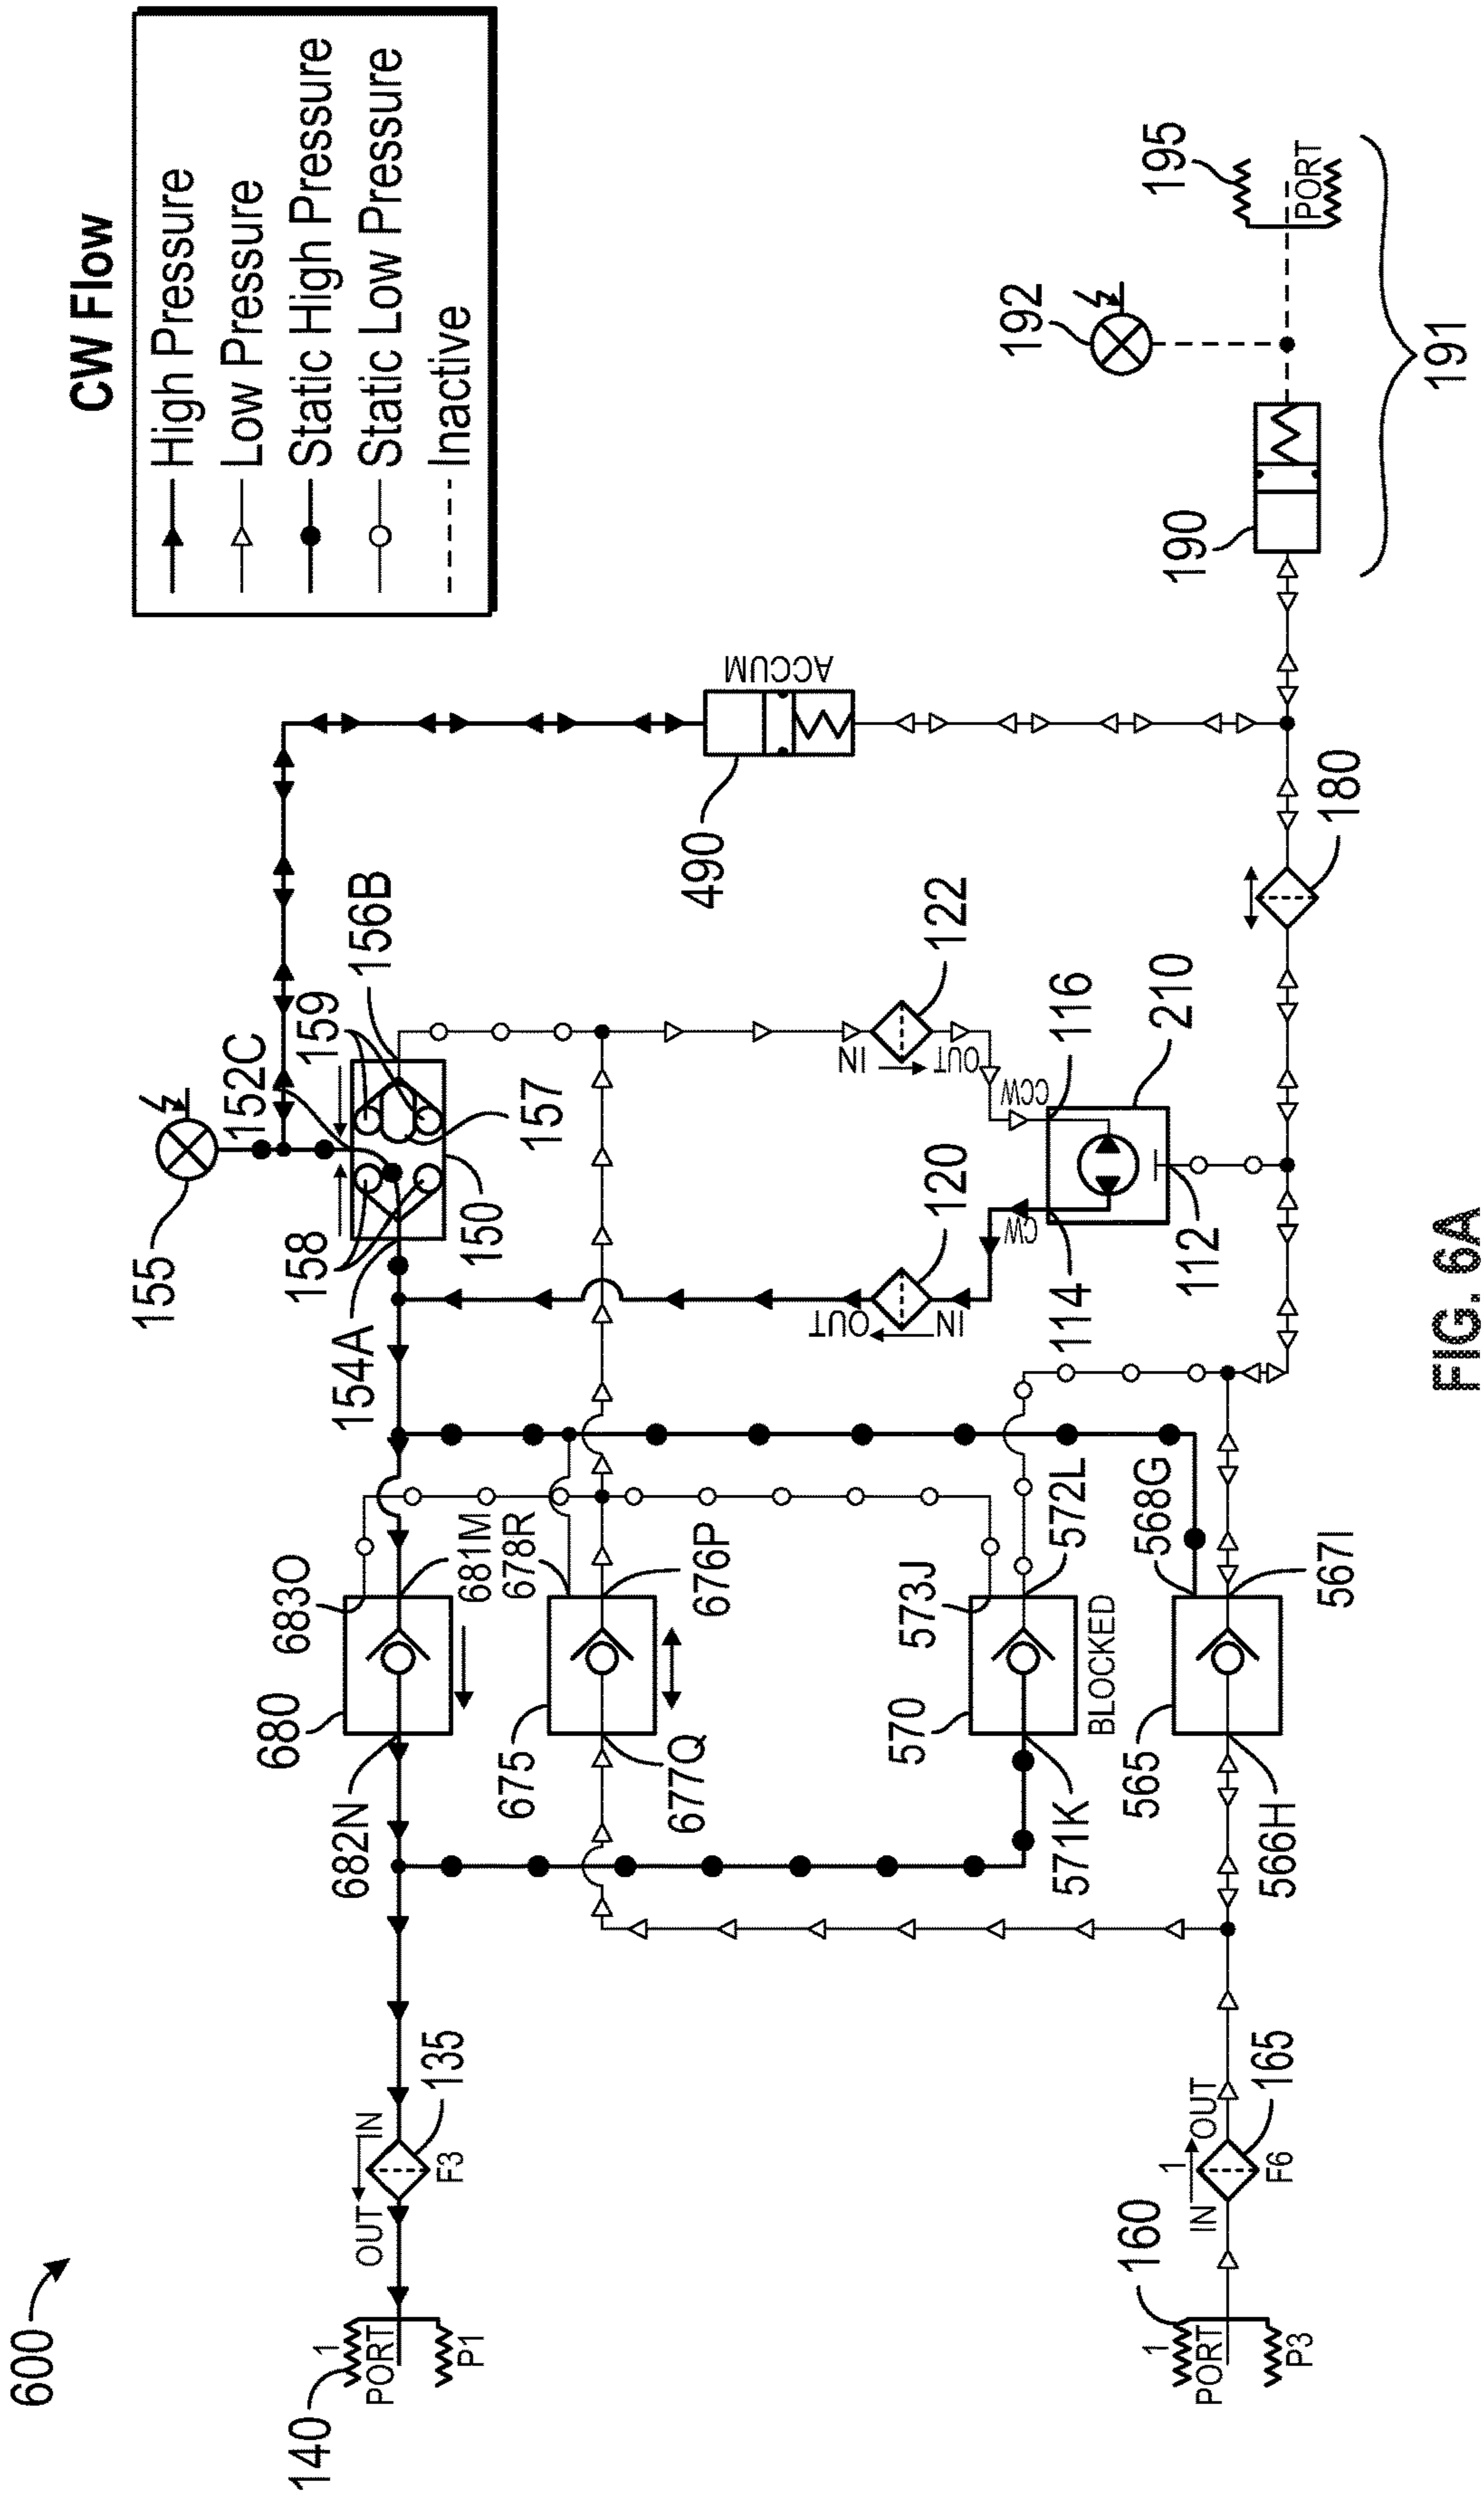 CW Flow
High Pressure
Low Pressure
Static High Pressure
Static Low Pressure
Inactive
600
155
152C
159
156B
158
154A
150
157
490
ACCUM
190
192
195
PORT
191
180
122
IN
OUT
CCW
116
210
120
CW
OUT
IN
114
112
683O
681M
680
682N
678R
676P
675
677Q
573J
572L
570
571K
BLOCKED
568G
567I
565
566H
135
IN
OUT
F3
140
1
PORT
P1
165
1
OUT
IN
F6
160
1
PORT
P3
FIG. 6A